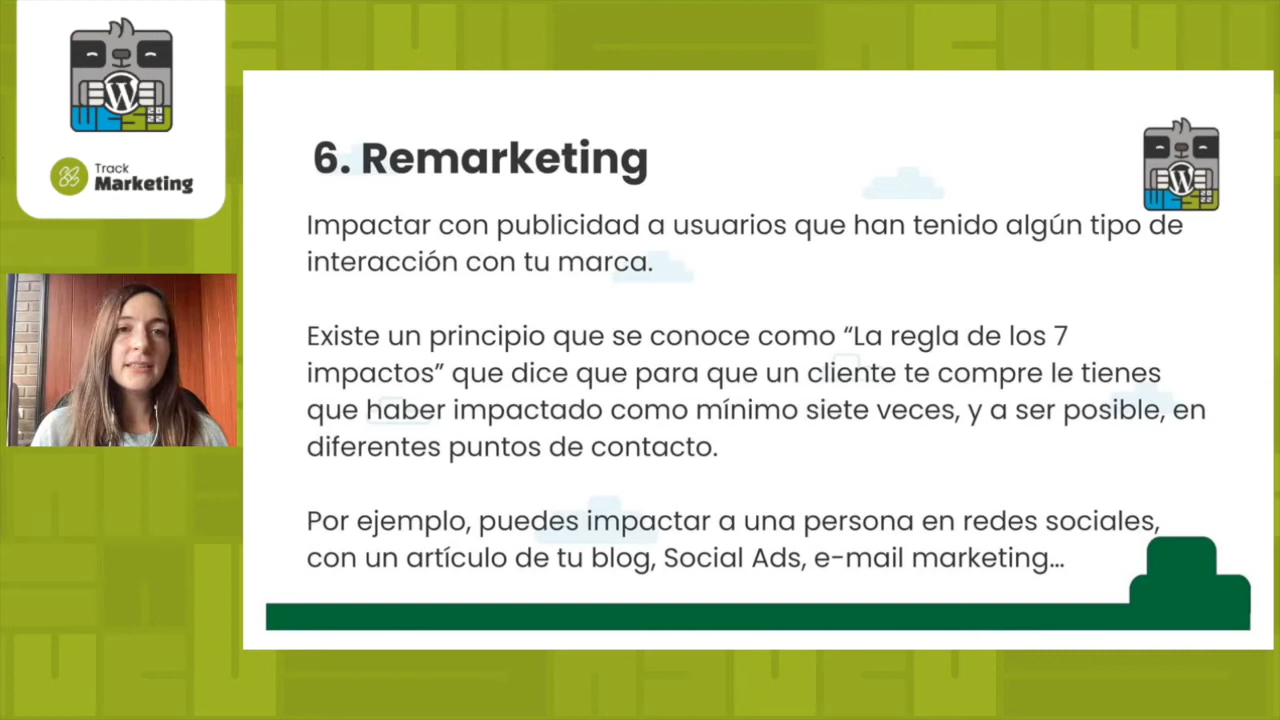 WESJ
20
22
Track
Marketing
6. Remarketing
Impactar con publicidad a usuarios que han tenido algún tipo de
interacción con tu marca.
Existe un principio que se conoce como “La regla de los 7
impactos” que dice que para que un cliente te compre le tienes
que haber impactado como mínimo siete veces, y a ser posible, en
diferentes puntos de contacto.
Por ejemplo, puedes impactar a una persona en redes sociales,
con un artículo de tu blog, Social Ads, e-mail marketing...